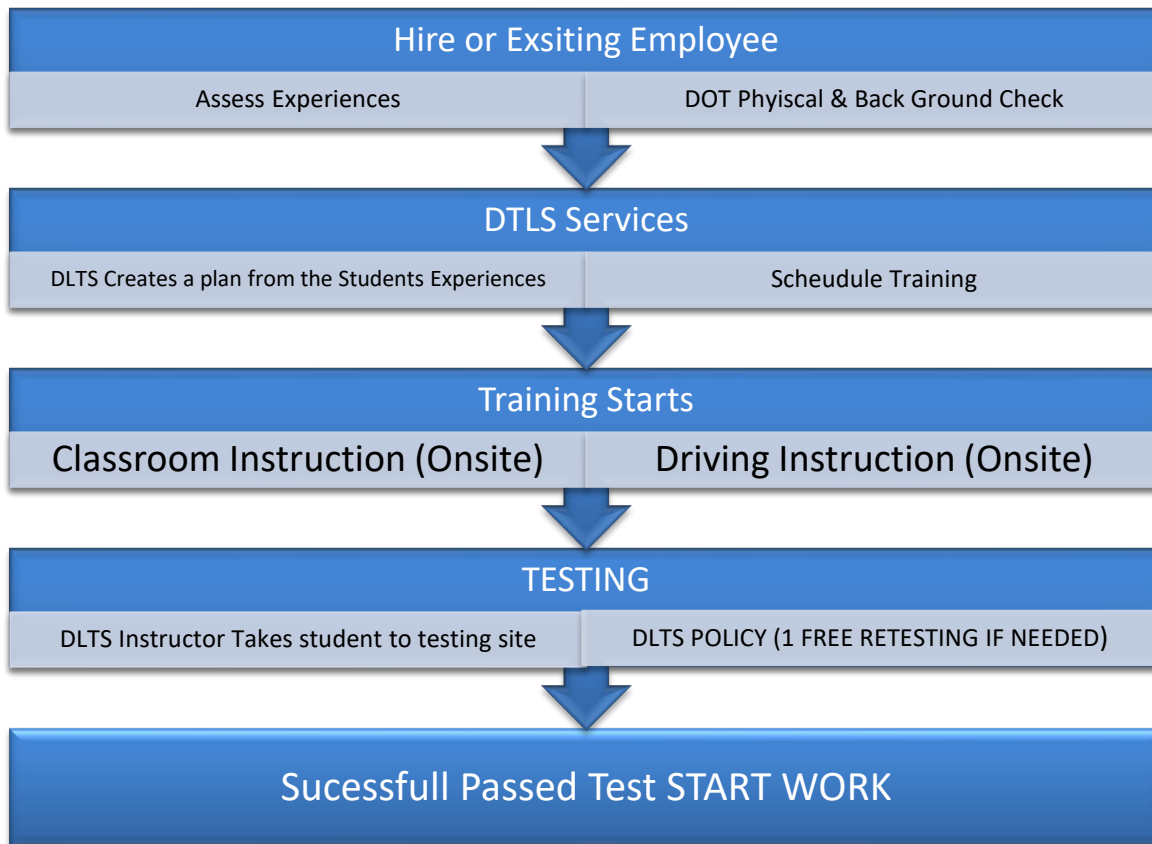 Hire or Exsiting Employee
Assess Experiences
DOT Phyiscal & Back Ground Check
DTLS Services
DLTS Creates a plan from the Students Experiences
Scheudule Training
Training Starts
Classroom Instruction (Onsite)
Driving Instruction (Onsite)
TESTING
DLTS Instructor Takes student to testing site
DLTS POLICY (1 FREE RETESTING IF NEEDED)
Sucessfull Passed Test START WORK